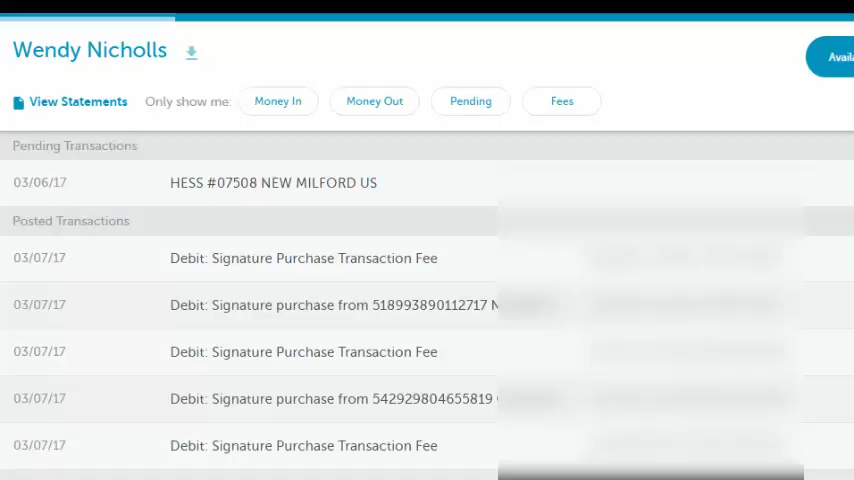 Wendy Nicholls
Availa
View Statements Only show me: Money In Money Out Pending Fees
Pending Transactions
03/06/17 HESS #07508 NEW MILFORD US
Posted Transactions
03/07/17 Debit: Signature Purchase Transaction Fee
03/07/17 Debit: Signature purchase from 518993890112717 N
03/07/17 Debit: Signature Purchase Transaction Fee
03/07/17 Debit: Signature purchase from 542929804655819
03/07/17 Debit: Signature Purchase Transaction Fee